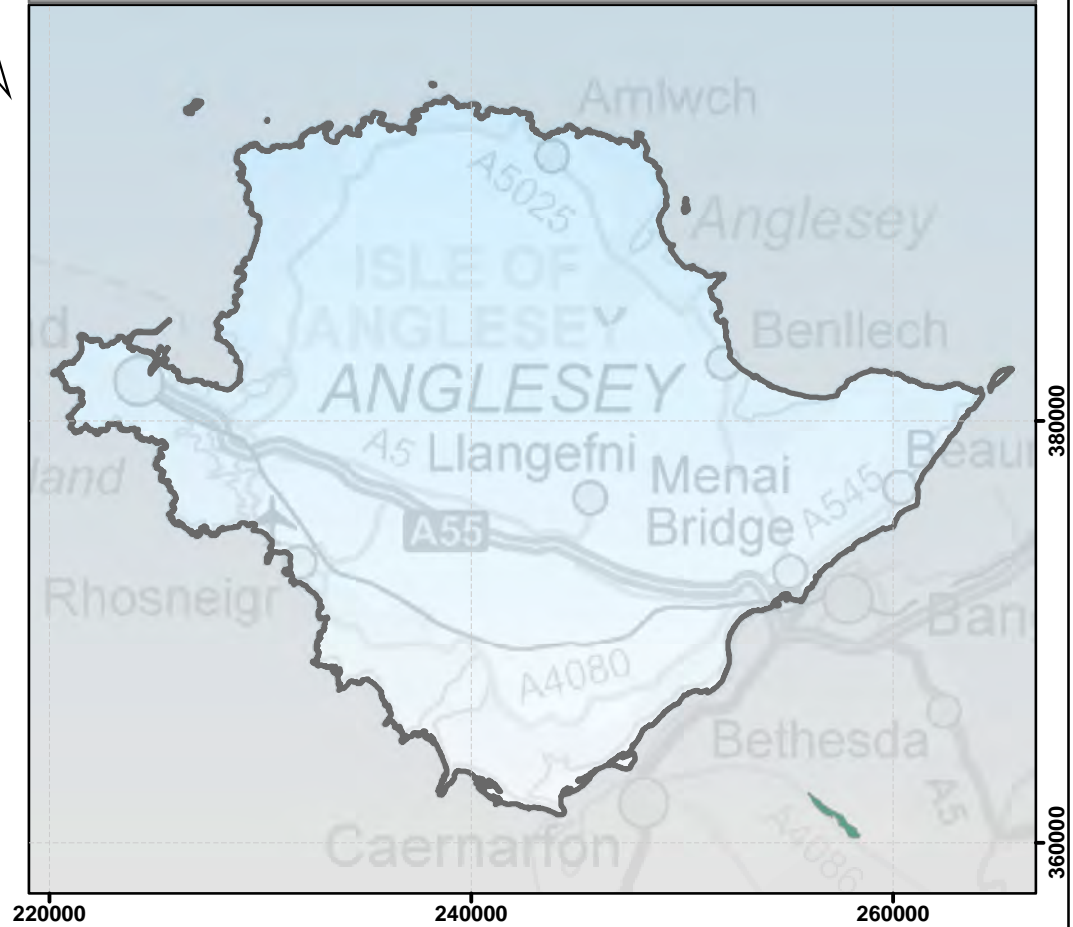 Amlwch
A5025
Anglesey
ISLE OF
ANGLESEY
d
Benllech
ANGLESEY
380000
A5
Llangefni
Beaur
land
Menai
Bridge
A545
A55
Rhosneigr
Ban
A4080
Bethesda
A5
A4086
Caernarfon
360000
220000
240000
260000